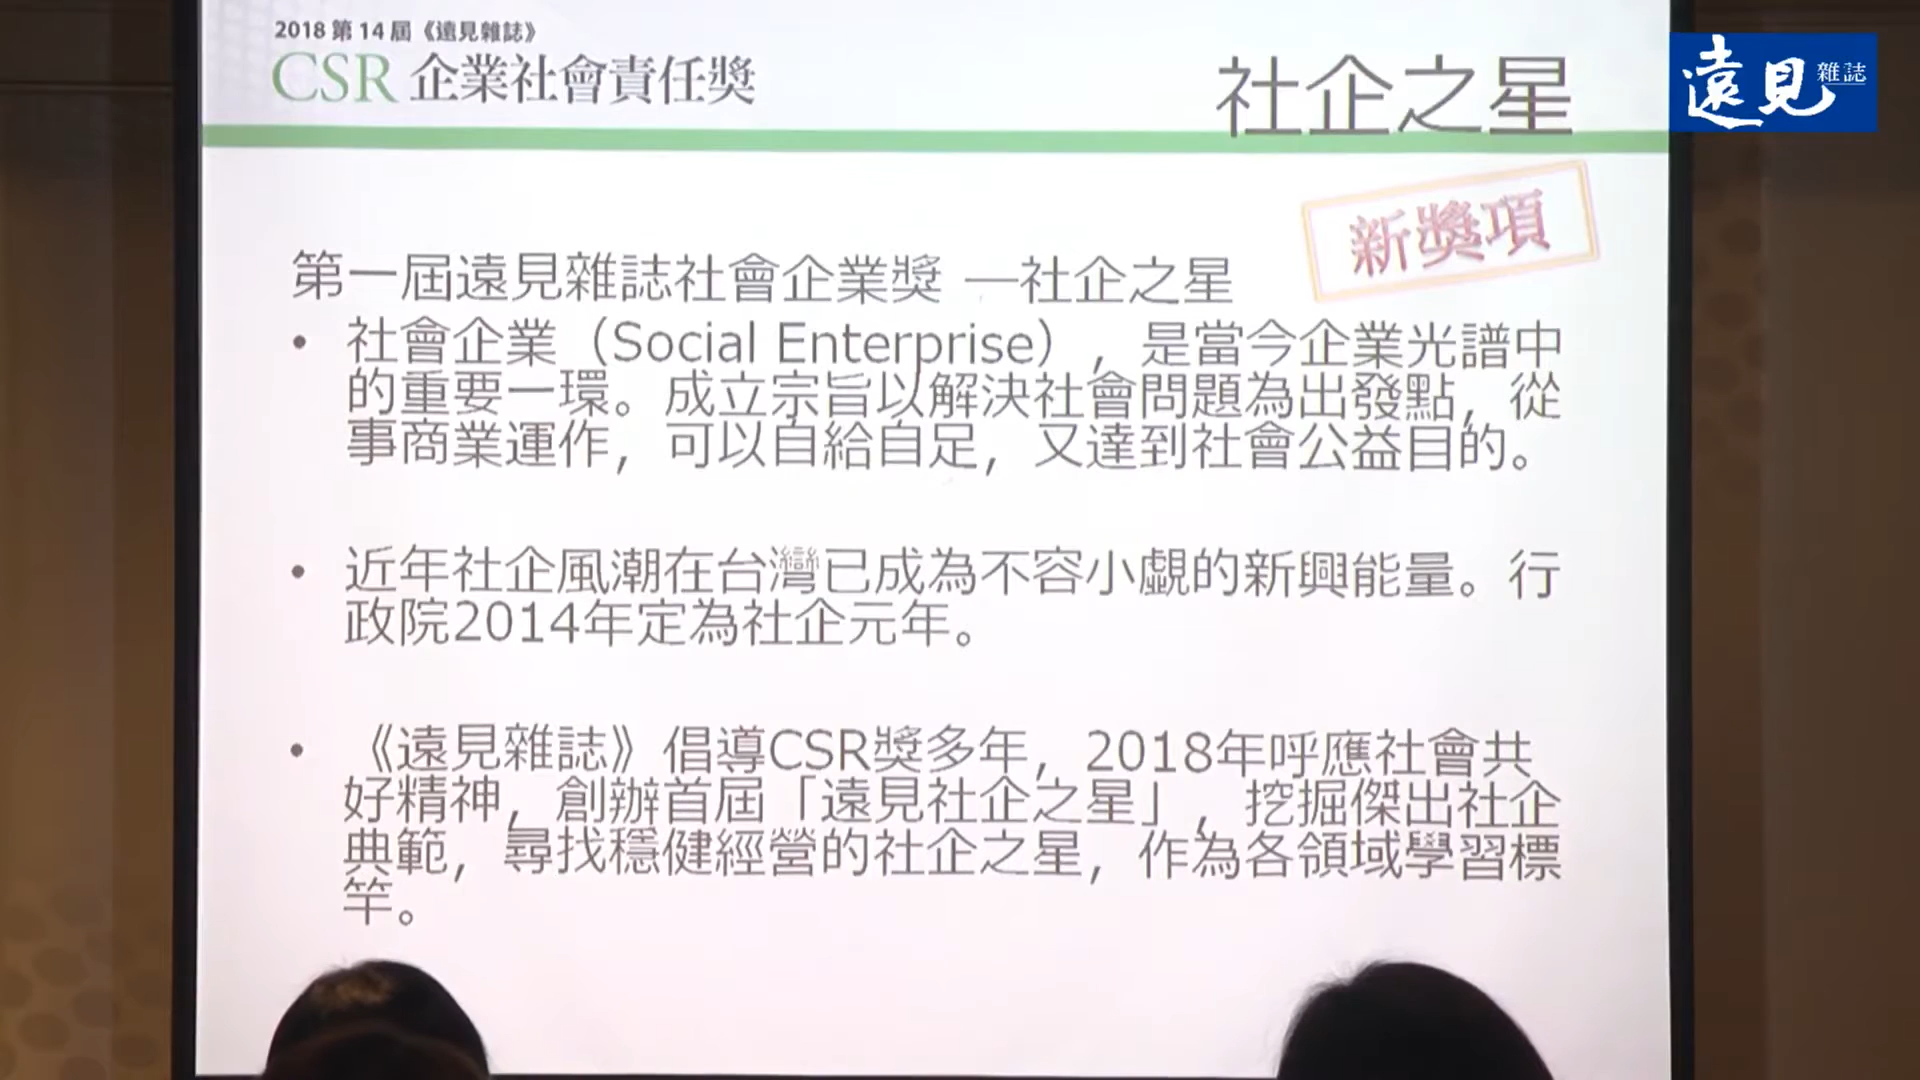 2018 第 14 屆《遠見雜誌》
CSR 企業社會責任獎
社企之星
遠見 雜誌
新獎項
第一屆遠見雜誌社會企業獎 —社企之星
• 社會企業（Social Enterprise），是當今企業光譜中
的重要一環。成立宗旨以解決社會問題為出發點，從
事商業運作，可以自給自足，又達到社會公益目的。
• 近年社企風潮在台灣已成為不容小覷的新興能量。行
政院2014年定為社企元年。
• 《遠見雜誌》倡導CSR獎多年，2018年呼應社會共
好精神，創辦首屆「遠見社企之星」，挖掘傑出社企
典範，尋找穩健經營的社企之星，作為各領域學習標
竿。